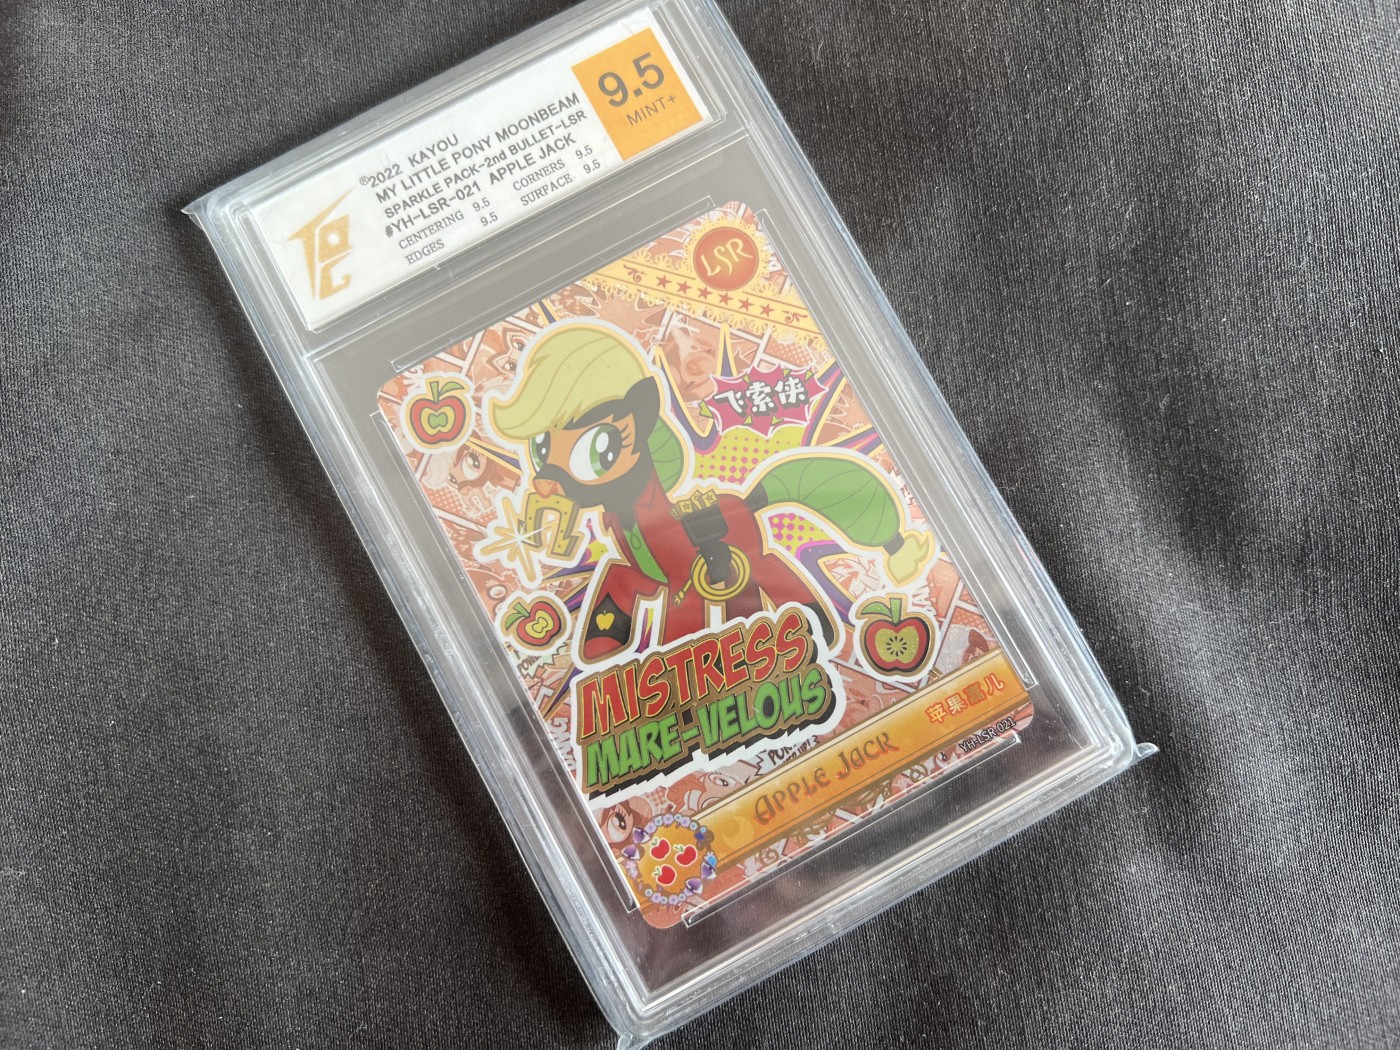 ©2022 KAYOU
MY LITTLE PONY MOONBEAM
SPARKLE PACK-2nd BULLET-LSR
#YH-LSR-021 APPLE JACK
CENTERING 9.5 CORNERS 9.5
EDGES 9.5 SURFACE 9.5
9.5
MINT+
LSR
飞索侠
MISTRESS
MARE-VELOUS
苹果嘉儿
APPLE JACK
YH-LSR-021